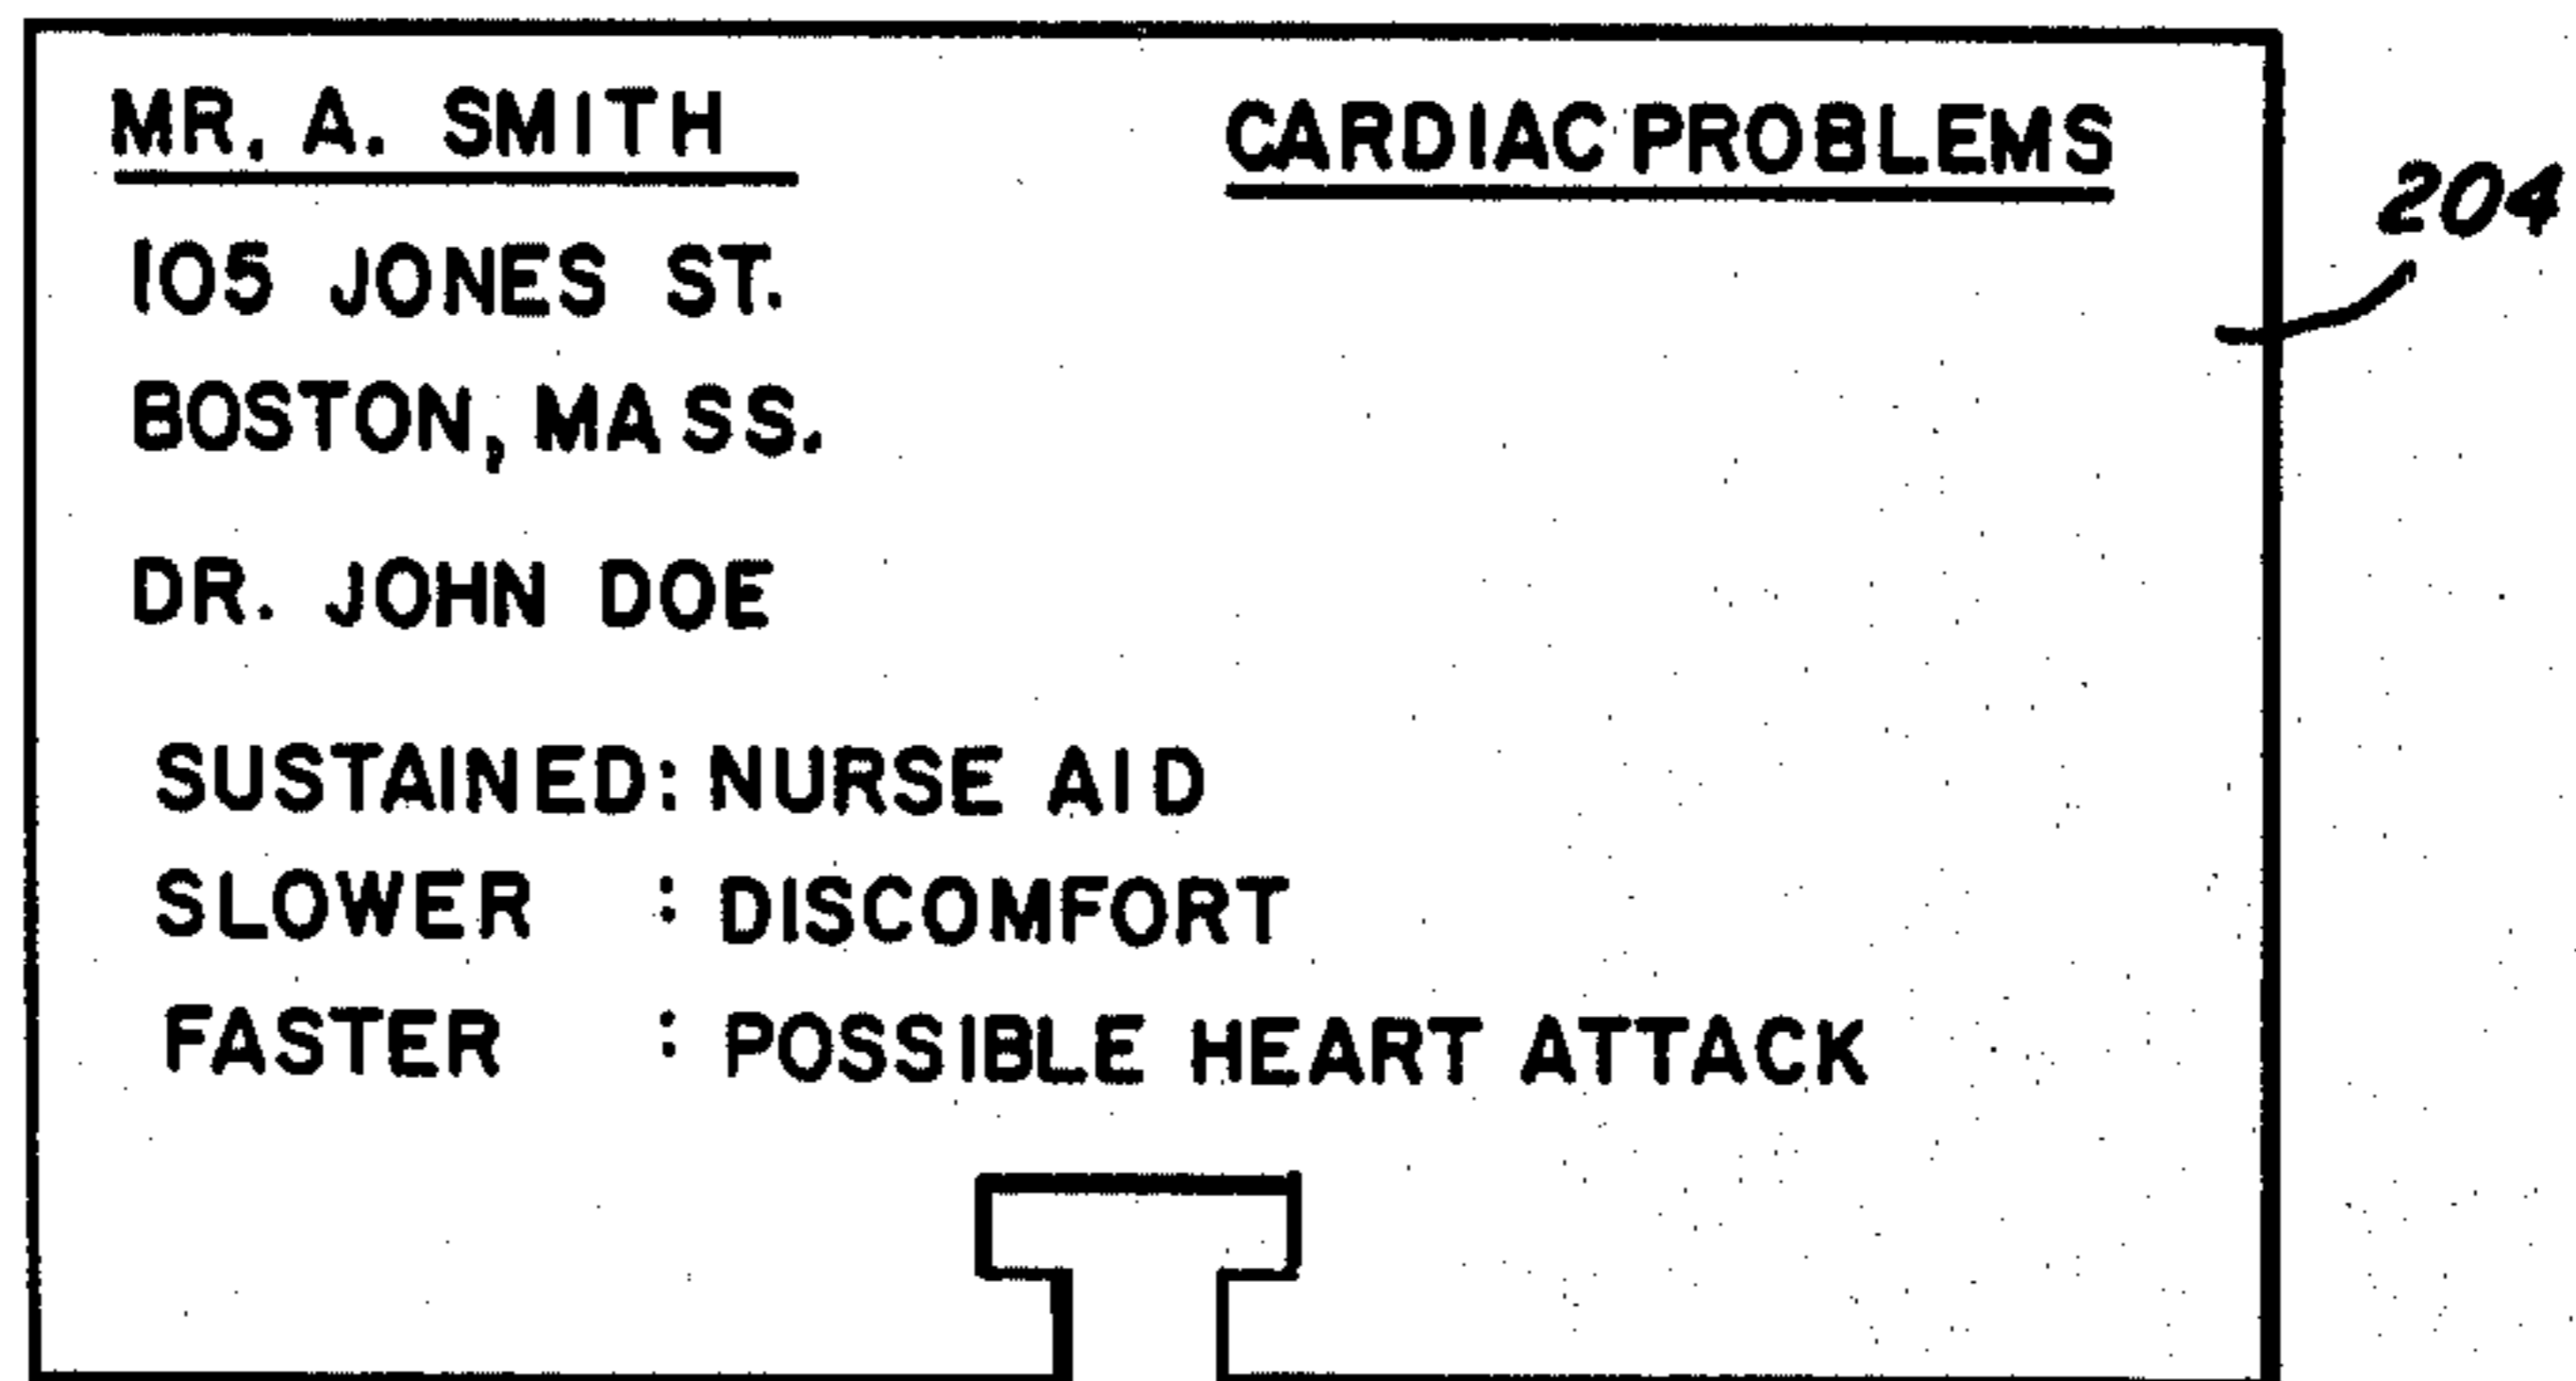 MR. A. SMITH CARDIAC PROBLEMS
204
105 JONES ST.
BOSTON, MASS.
DR. JOHN DOE
SUSTAINED: NURSE AID
SLOWER : DISCOMFORT
FASTER : POSSIBLE HEART ATTACK